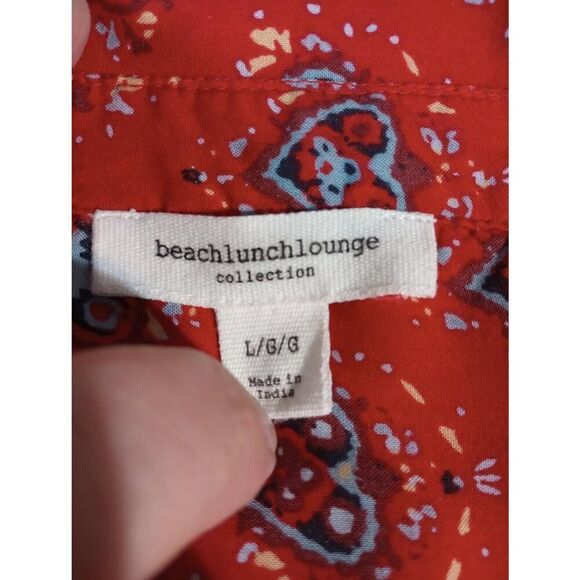 beachlunchlounge
collection
L/G/G
Made in
India